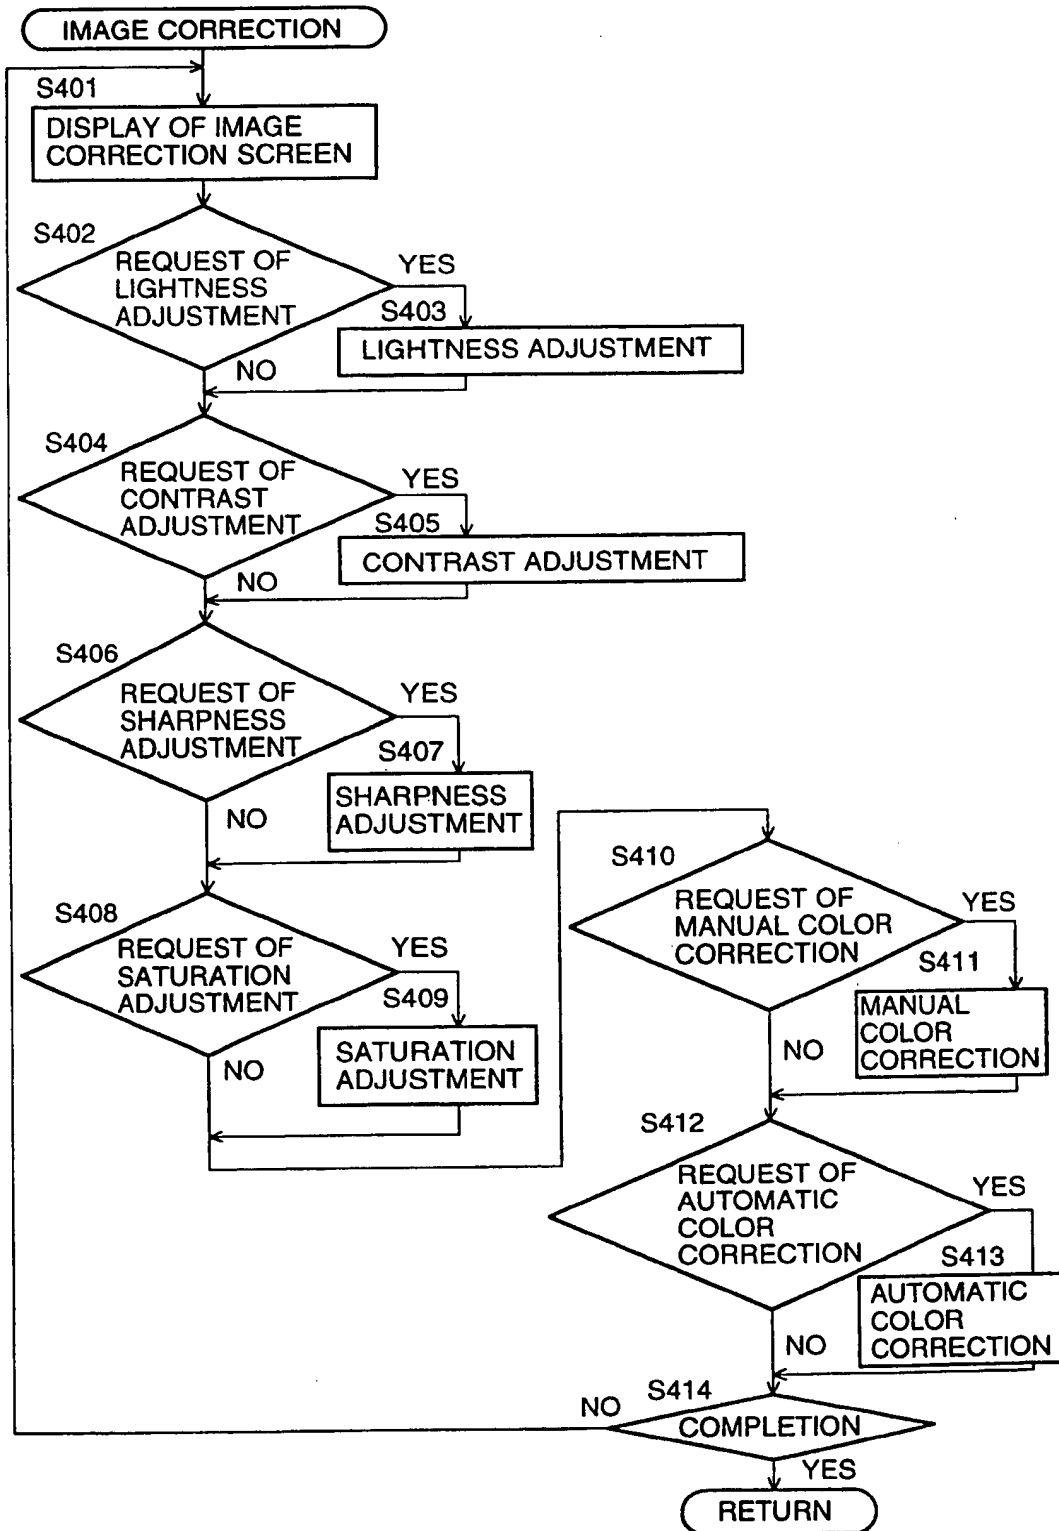 IMAGE CORRECTION
S401
DISPLAY OF IMAGE
CORRECTION SCREEN
S402
REQUEST OF
LIGHTNESS
ADJUSTMENT
YES
S403
LIGHTNESS ADJUSTMENT
NO
S404
REQUEST OF
CONTRAST
ADJUSTMENT
YES
S405
CONTRAST ADJUSTMENT
NO
S406
REQUEST OF
SHARPNESS
ADJUSTMENT
YES
S407
SHARPNESS
ADJUSTMENT
NO
S408
REQUEST OF
SATURATION
ADJUSTMENT
YES
S409
SATURATION
ADJUSTMENT
NO
S410
REQUEST OF
MANUAL COLOR
CORRECTION
YES
S411
MANUAL
COLOR
CORRECTION
NO
S412
REQUEST OF
AUTOMATIC
COLOR
CORRECTION
YES
S413
AUTOMATIC
COLOR
CORRECTION
NO
S414
NO
COMPLETION
YES
RETURN